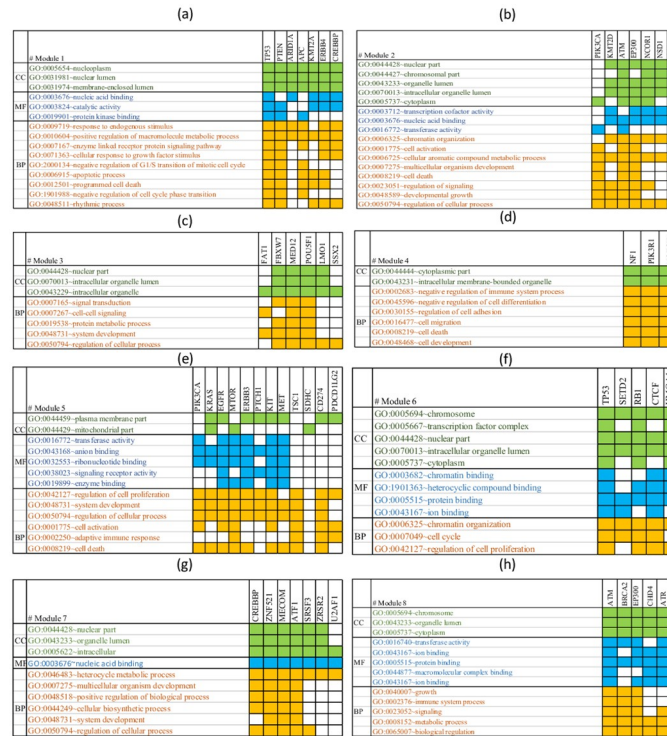 (a)
# Module 1
TP53
PTEN
ARID1A
APC
KMT2A
ERBB4
CREBBP
CC
GO:0005654~nucleoplasm
GO:0031981~nuclear lumen
GO:0031974~membrane-enclosed lumen
MF
GO:0003676~nucleic acid binding
GO:0003824~catalytic activity
GO:0019901~protein kinase binding
BP
GO:0009719~response to endogenous stimulus
GO:0010604~positive regulation of macromolecule metabolic process
GO:0007167~enzyme linked receptor protein signaling pathway
GO:0071363~cellular response to growth factor stimulus
GO:2000134~negative regulation of G1/S transition of mitotic cell cycle
GO:0006915~apoptotic process
GO:0012501~programmed cell death
GO:1901988~negative regulation of cell cycle phase transition
GO:0048511~rhythmic process
(b)
# Module 2
PIK3CA
KMT2D
ATM
EP300
NCOR1
NSD1
CC
GO:0044428~nuclear part
GO:0044427~chromosomal part
GO:0043233~organelle lumen
GO:0070013~intracellular organelle lumen
GO:0005737~cytoplasm
MF
GO:0003712~transcription cofactor activity
GO:0003676~nucleic acid binding
GO:0016772~transferase activity
BP
GO:0006325~chromatin organization
GO:0001775~cell activation
GO:0006725~cellular aromatic compound metabolic process
GO:0007275~multicellular organism development
GO:0008219~cell death
GO:0023051~regulation of signaling
GO:0048589~developmental growth
GO:0050794~regulation of cellular process
(c)
# Module 3
FAT1
FBXW7
MED12
POU5F1
LMO1
SSX2
CC
GO:0044428~nuclear part
GO:0070013~intracellular organelle lumen
GO:0043229~intracellular organelle
BP
GO:0007165~signal transduction
GO:0007267~cell-cell signaling
GO:0019538~protein metabolic process
GO:0048731~system development
GO:0050794~regulation of cellular process
(d)
# Module 4
NF1
PIK3R1
CC
GO:0044444~cytoplasmic part
GO:0043231~intracellular membrane-bounded organelle
BP
GO:0002683~negative regulation of immune system process
GO:0045596~negative regulation of cell differentiation
GO:0030155~regulation of cell adhesion
GO:0016477~cell migration
GO:0008219~cell death
GO:0048468~cell development
(e)
# Module 5
PIK3CA
KRAS
EGFR
MTOR
ERBB3
PTCH1
KIT
MET
TSC1
SDHC
CD274
PDCD1LG2
CC
GO:0044459~plasma membrane part
GO:0044429~mitochondrial part
MF
GO:0016772~transferase activity
GO:0043168~anion binding
GO:0032553~ribonucleotide binding
GO:0038023~signaling receptor activity
GO:0019899~enzyme binding
BP
GO:0042127~regulation of cell proliferation
GO:0048731~system development
GO:0050794~regulation of cellular process
GO:0001775~cell activation
GO:0002250~adaptive immune response
GO:0008219~cell death
(f)
# Module 6
TP53
SETD2
RB1
CTCF
CC
GO:0005694~chromosome
GO:0005667~transcription factor complex
GO:0044428~nuclear part
GO:0070013~intracellular organelle lumen
GO:0005737~cytoplasm
MF
GO:0003682~chromatin binding
GO:1901363~heterocyclic compound binding
GO:0005515~protein binding
GO:0043167~ion binding
BP
GO:0006325~chromatin organization
GO:0007049~cell cycle
GO:0042127~regulation of cell proliferation
(g)
# Module 7
CREBBP
ZNF521
MECOM
ATF1
SRSF3
ZRSR2
U2AF1
CC
GO:0044428~nuclear part
GO:0043233~organelle lumen
GO:0005622~intracellular
MF
GO:0003676~nucleic acid binding
BP
GO:0046483~heterocycle metabolic process
GO:0007275~multicellular organism development
GO:0048518~positive regulation of biological process
GO:0044249~cellular biosynthetic process
GO:0048731~system development
GO:0050794~regulation of cellular process
(h)
# Module 8
ATM
BRCA2
EP300
CHD4
ATR
CC
GO:0005694~chromosome
GO:0043233~organelle lumen
GO:0005737~cytoplasm
MF
GO:0016740~transferase activity
GO:0043167~ion binding
GO:0005515~protein binding
GO:0044877~macromolecular complex binding
GO:0043167~ion binding
BP
GO:0040007~growth
GO:0002376~immune system process
GO:0023052~signaling
GO:0008152~metabolic process
GO:0065007~biological regulation